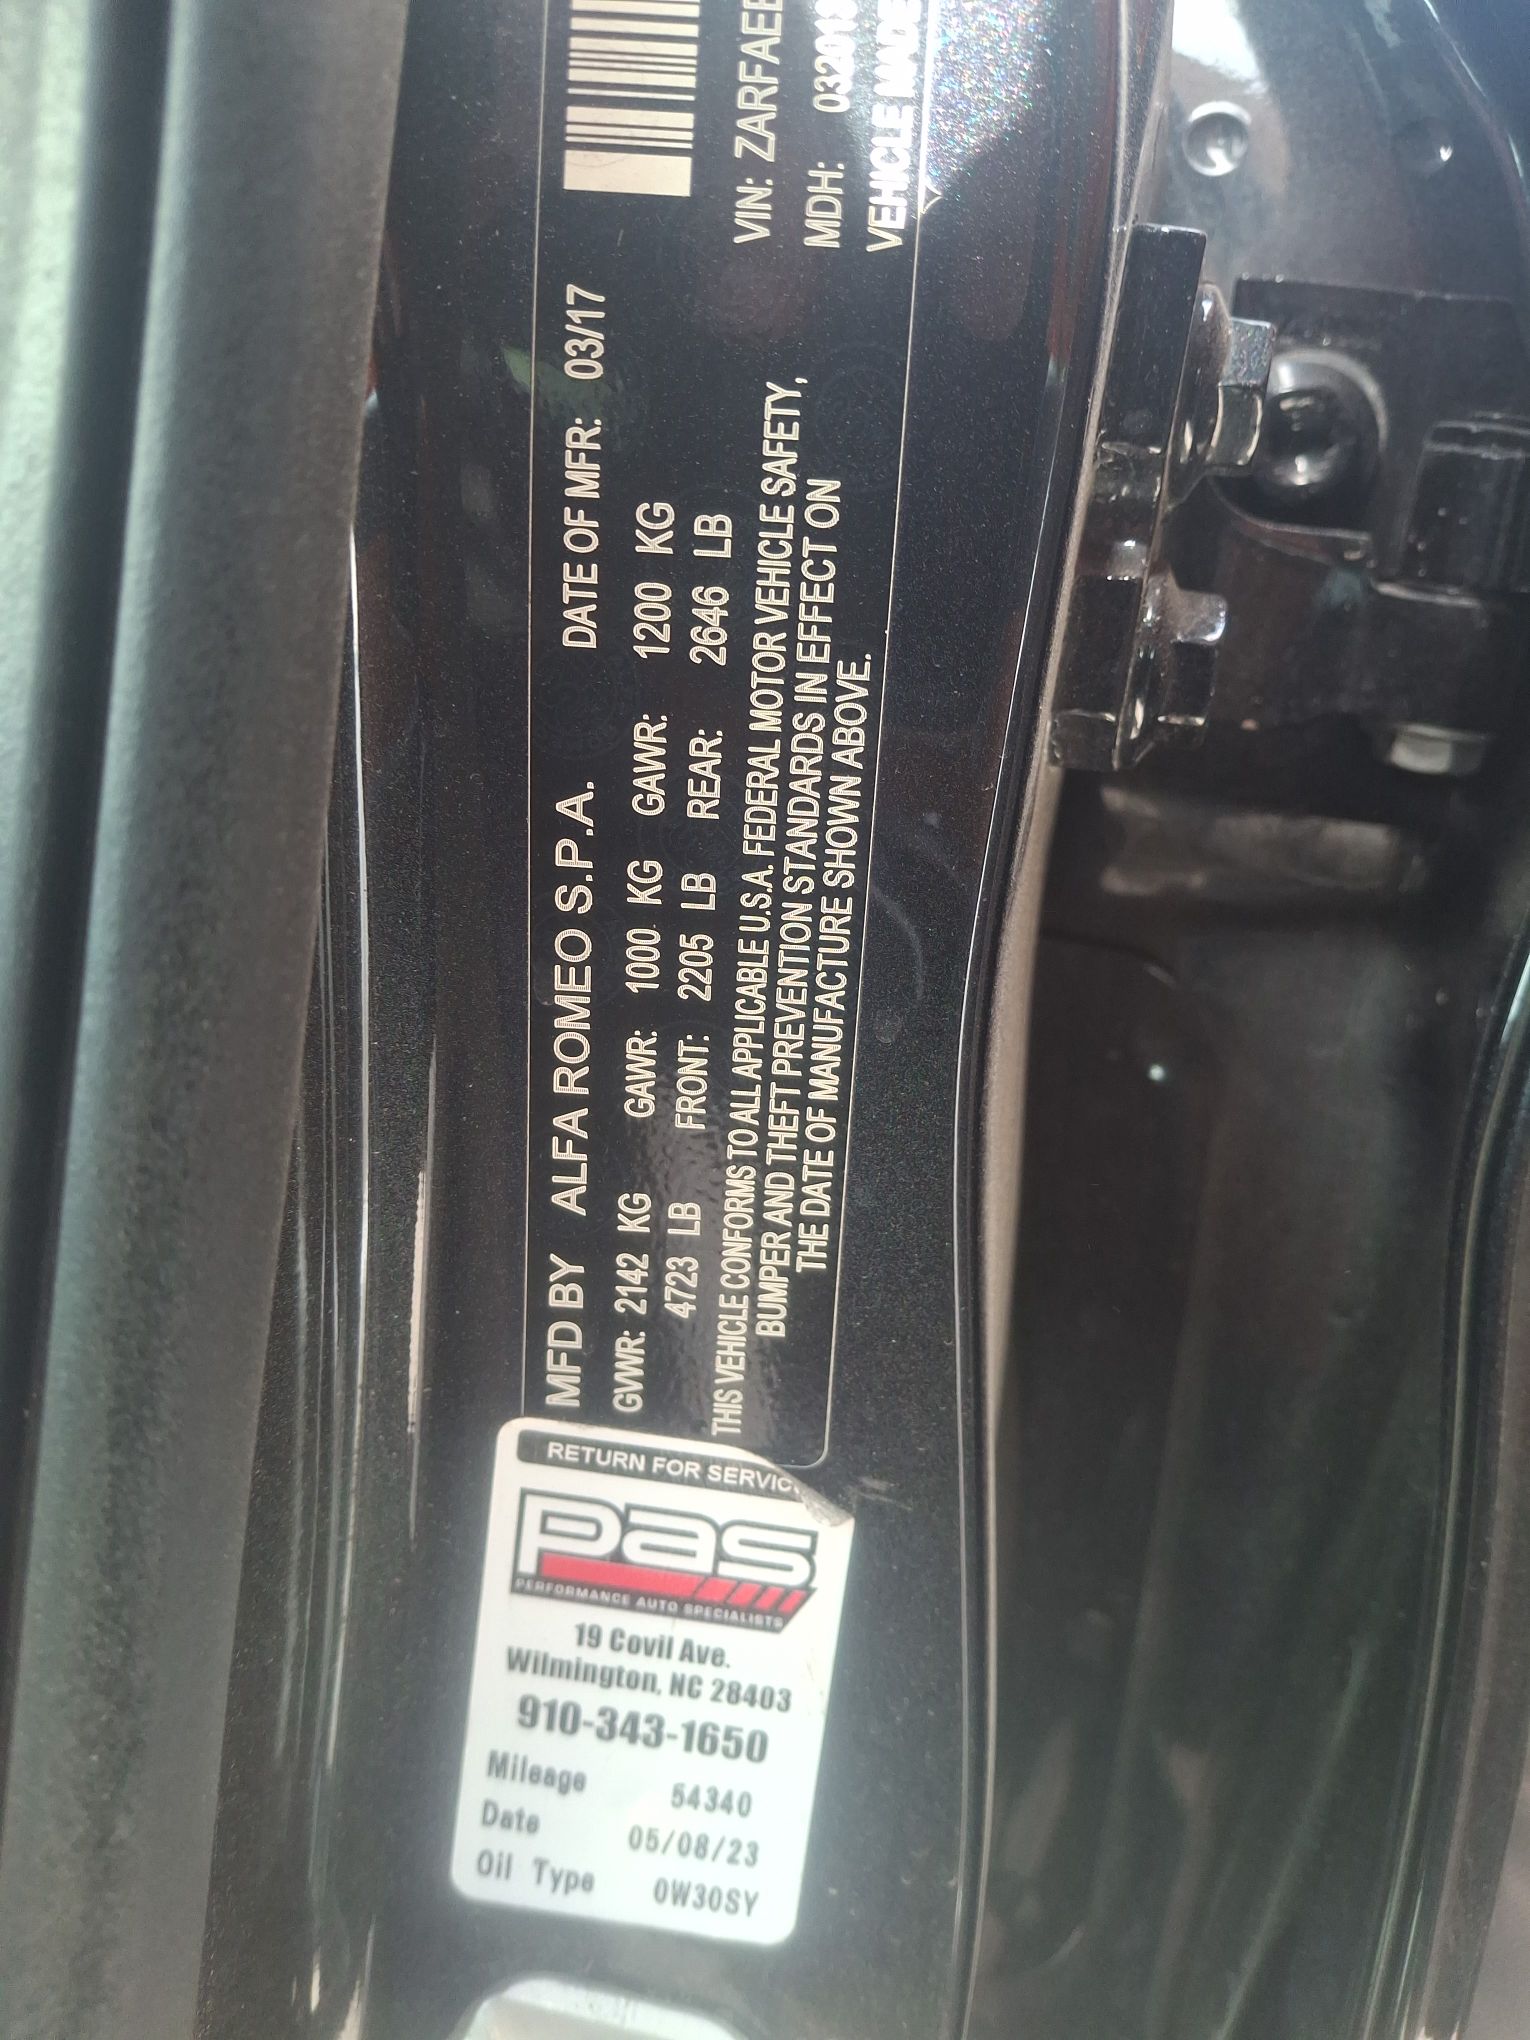 MFD BY ALFA ROMEO S.P.A. DATE OF MFR: 03/17
GVWR: 2142 KG GAWR: 1000 KG GAWR: 1200 KG
4723 LB FRONT: 2205 LB REAR: 2646 LB
THIS VEHICLE CONFORMS TO ALL APPLICABLE U.S.A. FEDERAL MOTOR VEHICLE SAFETY,
BUMPER AND THEFT PREVENTION STANDARDS IN EFFECT ON
THE DATE OF MANUFACTURE SHOWN ABOVE.
VIN: ZARFAEE
MDH: 032018
VEHICLE MADE
RETURN FOR SERVICE
pas
PERFORMANCE AUTO SPECIALISTS
19 Covil Ave.
Wilmington, NC 28403
910-343-1650
Mileage 54340
Date 05/08/23
Oil Type 0W30SY